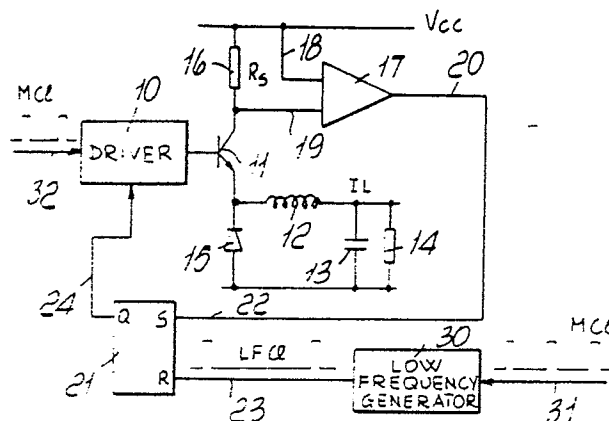 Vcc
18
16
17
20
Rs
MCl
10
19
DRIVER
11
32
IL
12
15
13
14
24
22
Q
S
30
MCl
LFCl
21
LOW
FREQUENCY
GENERATOR
R
23
31